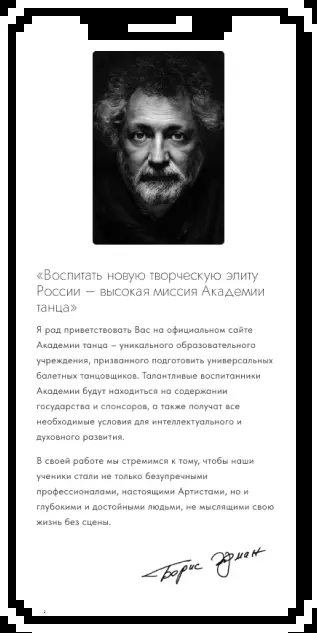 «Воспитать новую творческую элиту
России – высокая миссия Академии
танца»
Я рад приветствовать Вас на официальном сайте
Академии танца – уникального образовательного
учреждения, призванного подготовить универсальных
балетных танцовщиков. Талантливые воспитанники
Академии будут находиться на содержании
государства и спонсоров, а также получат все
необходимые условия для интеллектуального и
духовного развития.
В своей работе мы стремимся к тому, чтобы наши
ученики стали не только безупречными
профессионалами, настоящими Артистами, но и
глубокими и достойными людьми, не мыслящими свою
жизнь без сцены.
Борис Эйфман